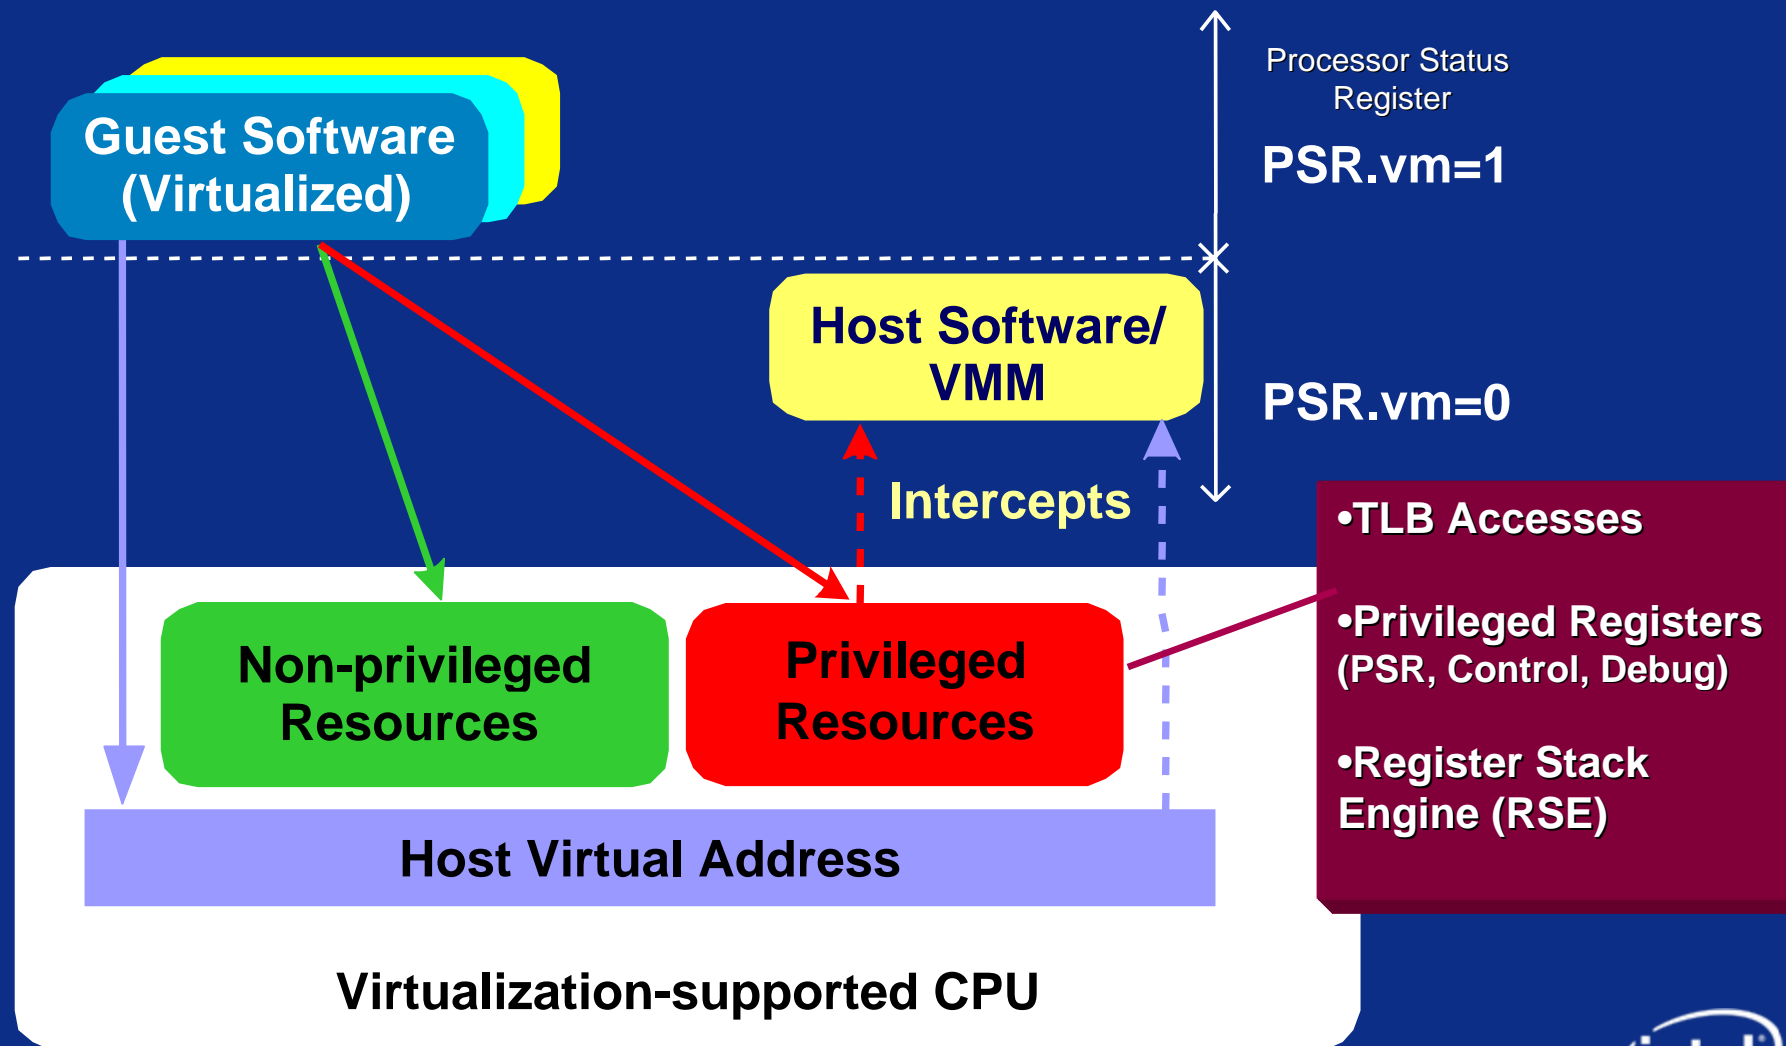 Processor Status
Register
Guest Software
(Virtualized)
PSR.vm=1
Host Software/
VMM
PSR.vm=0
Intercepts
•TLB Accesses
•Privileged Registers
(PSR, Control, Debug)
•Register Stack
Engine (RSE)
Non-privileged
Resources
Privileged
Resources
Host Virtual Address
Virtualization-supported CPU